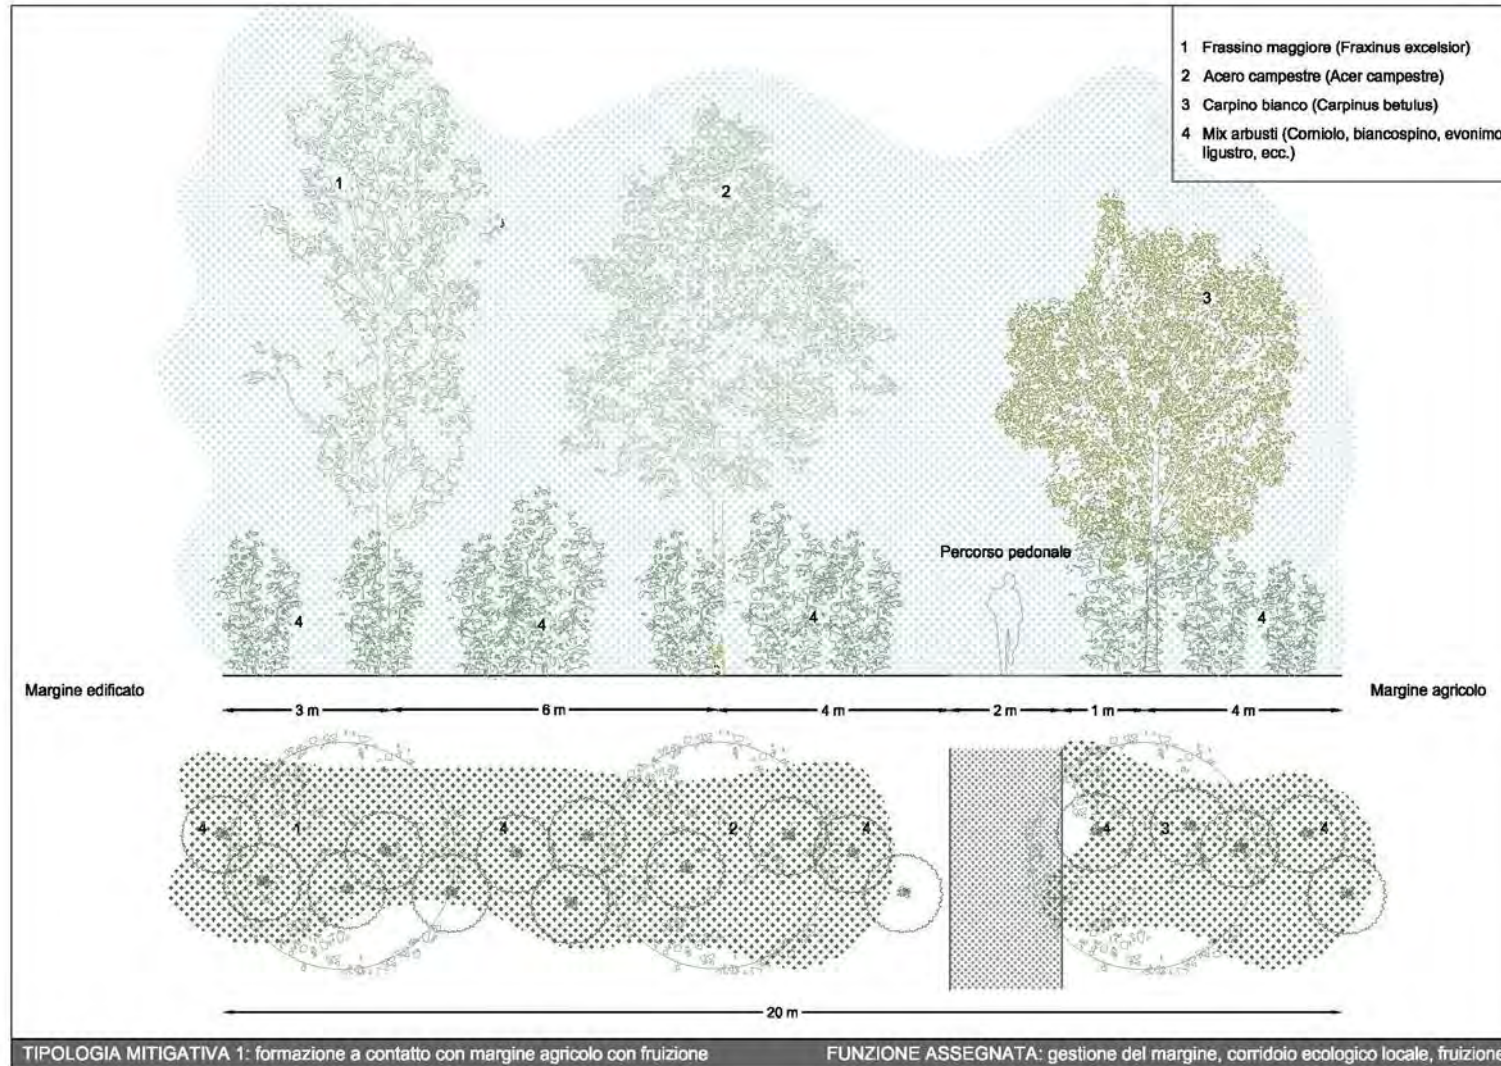 1 Frassino maggiore (Fraxinus excelsior)
2 Acero campestre (Acer campestre)
3 Carpino bianco (Carpinus betulus)
4 Mix arbusti (Corniolo, biancospino, evonimo
ligustro, ecc.)
1
2
3
Percorso pedonale
4
4
4
4
Margine edificato
Margine agricolo
3 m
6 m
4 m
2 m
1 m
4 m
4
1
4
2
4
4
3
4
20 m
TIPOLOGIA MITIGATIVA 1: formazione a contatto con margine agricolo con fruizione
FUNZIONE ASSEGNATA: gestione del margine, corridoio ecologico locale, fruizione